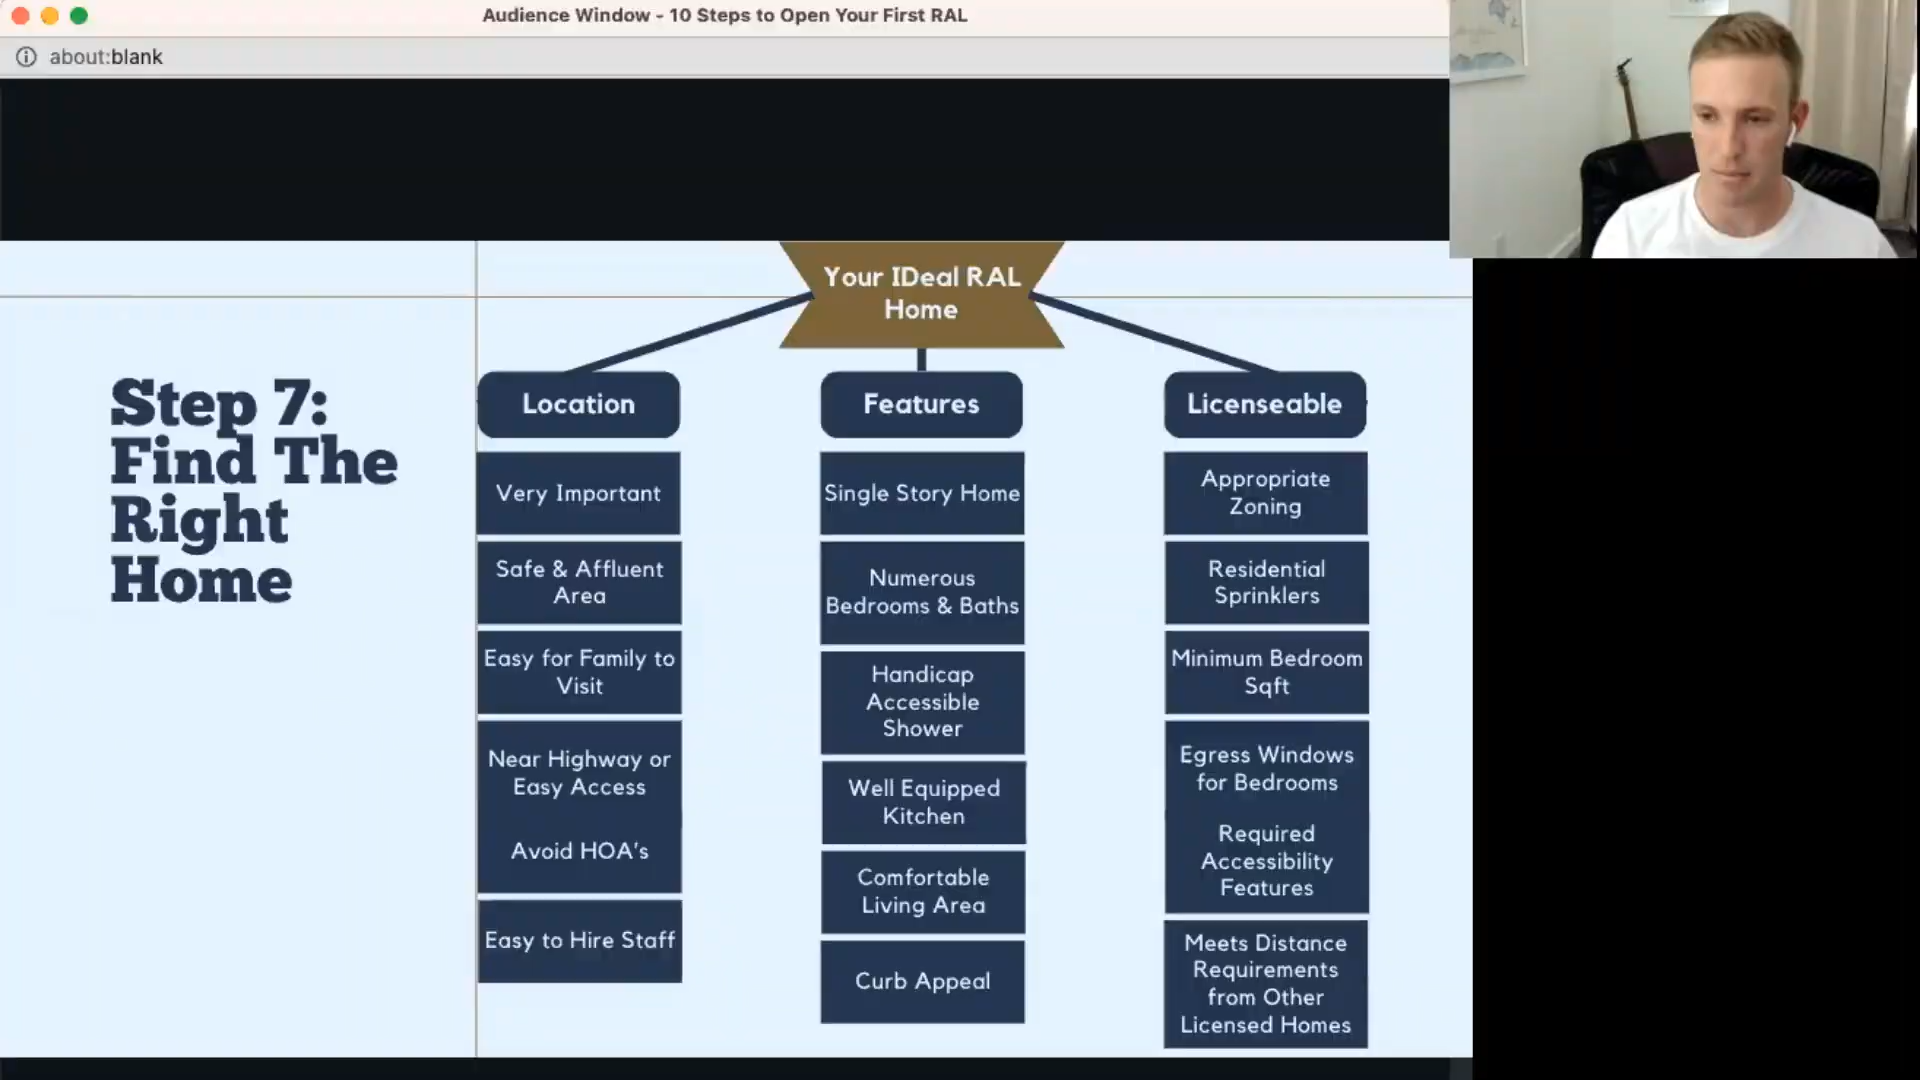 Audience Window - 10 Steps to Open Your First RAL
about:blank
Your IDeal RAL
Home
Step 7:
Find The
Right
Home
Location
Very Important
Safe & Affluent
Area
Easy for Family to
Visit
Near Highway or
Easy Access
Avoid HOA's
Easy to Hire Staff
Features
Single Story Home
Numerous
Bedrooms & Baths
Handicap
Accessible
Shower
Well Equipped
Kitchen
Comfortable
Living Area
Curb Appeal
Licenseable
Appropriate
Zoning
Residential
Sprinklers
Minimum Bedroom
Sqft
Egress Windows
for Bedrooms
Required
Accessibility
Features
Meets Distance
Requirements
from Other
Licensed Homes